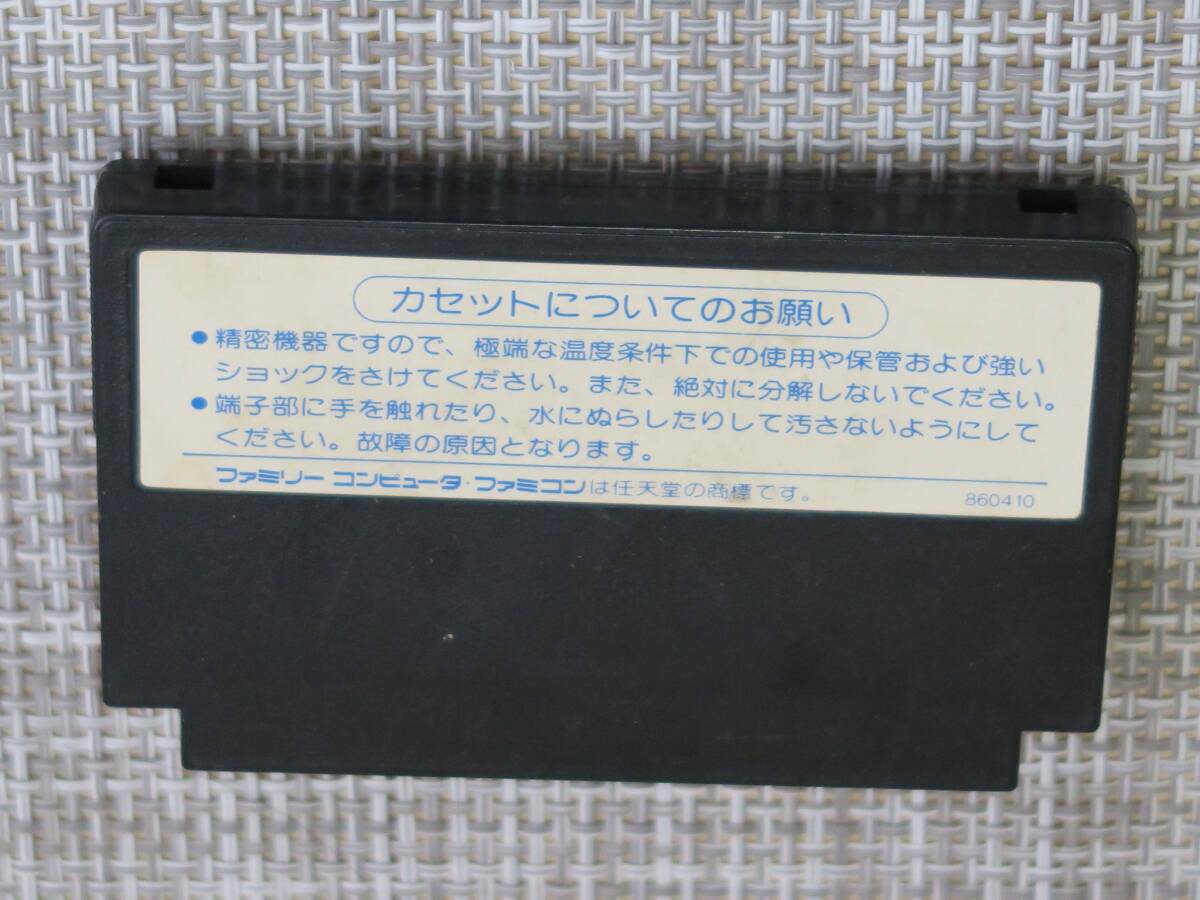 カセットについてのお願い
●精密機器ですので、極端な温度条件下での使用や保管および強い
ショックをさけてください。また、絶対に分解しないでください。
●端子部に手を触れたり、水にぬらしたりして汚さないようにして
ください。故障の原因となります。
ファミリー コンピュータ・ファミコンは任天堂の商標です。 860410